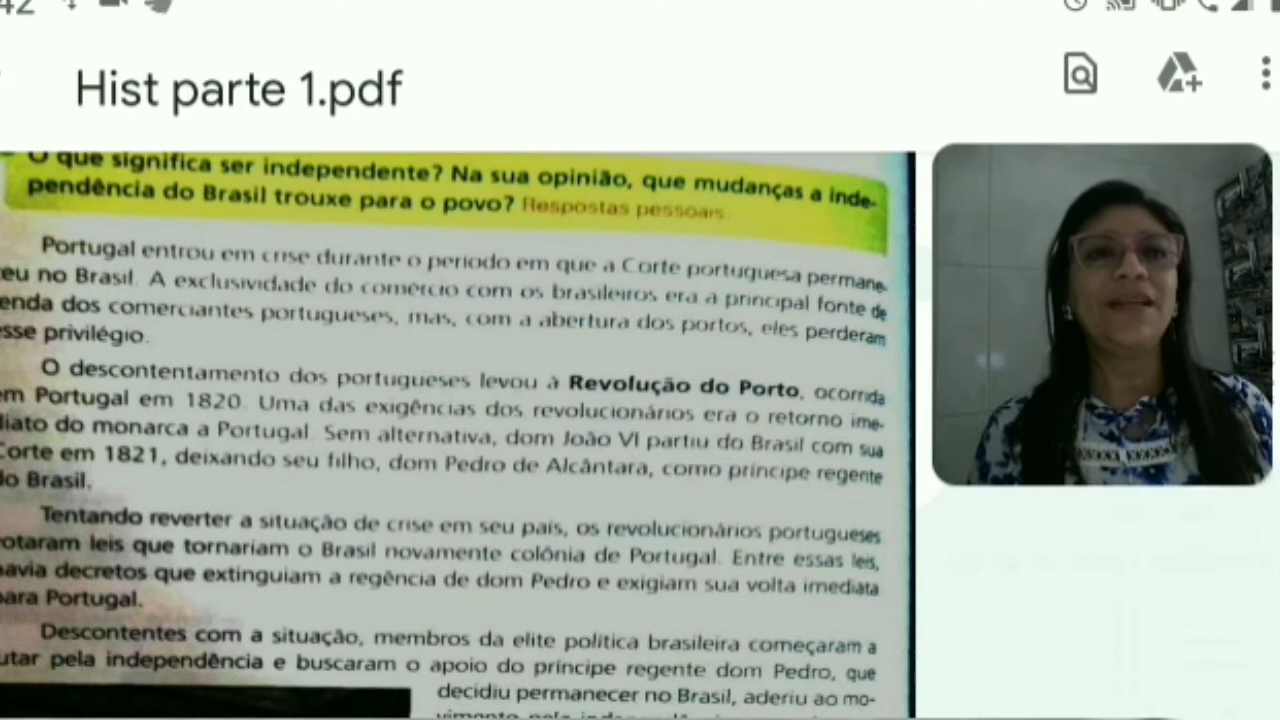 42
Hist parte 1.pdf
O que significa ser independente? Na sua opinião, que mudanças a inde-
pendência do Brasil trouxe para o povo? Respostas pessoais.
Portugal entrou em crise durante o período em que a Corte portuguesa permane-
eu no Brasil. A exclusividade do comércio com os brasileiros era a principal fonte de
enda dos comerciantes portugueses, mas, com a abertura dos portos, eles perderam
esse privilégio.
O descontentamento dos portugueses levou à Revolução do Porto, ocorrida
em Portugal em 1820. Uma das exigências dos revolucionários era o retorno ime-
diato do monarca a Portugal. Sem alternativa, dom João VI partiu do Brasil com sua
Corte em 1821, deixando seu filho, dom Pedro de Alcântara, como príncipe regente
do Brasil.
Tentando reverter a situação de crise em seu país, os revolucionários portugueses
votaram leis que tornariam o Brasil novamente colônia de Portugal. Entre essas leis,
havia decretos que extinguiam a regência de dom Pedro e exigiam sua volta imediata
para Portugal.
Descontentes com a situação, membros da elite política brasileira começaram a
utar pela independência e buscaram o apoio do príncipe regente dom Pedro, que
decidiu permanecer no Brasil, aderiu ao mo-
vimento pela